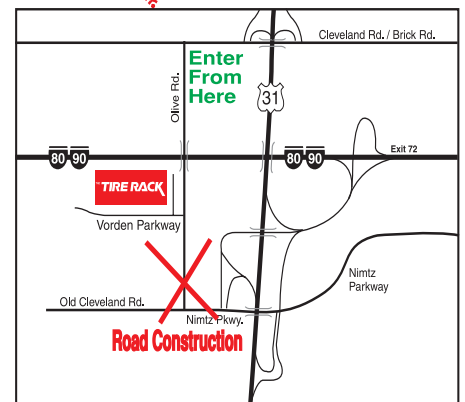 Cleveland Rd. / Brick Rd.
Enter
From
Here
Olive Rd.
31
80 90
80 90
Exit 72
TIRE RACK
Vorden Parkway
Nimtz
Parkway
Old Cleveland Rd.
Nimtz Pkwy.
Road Construction